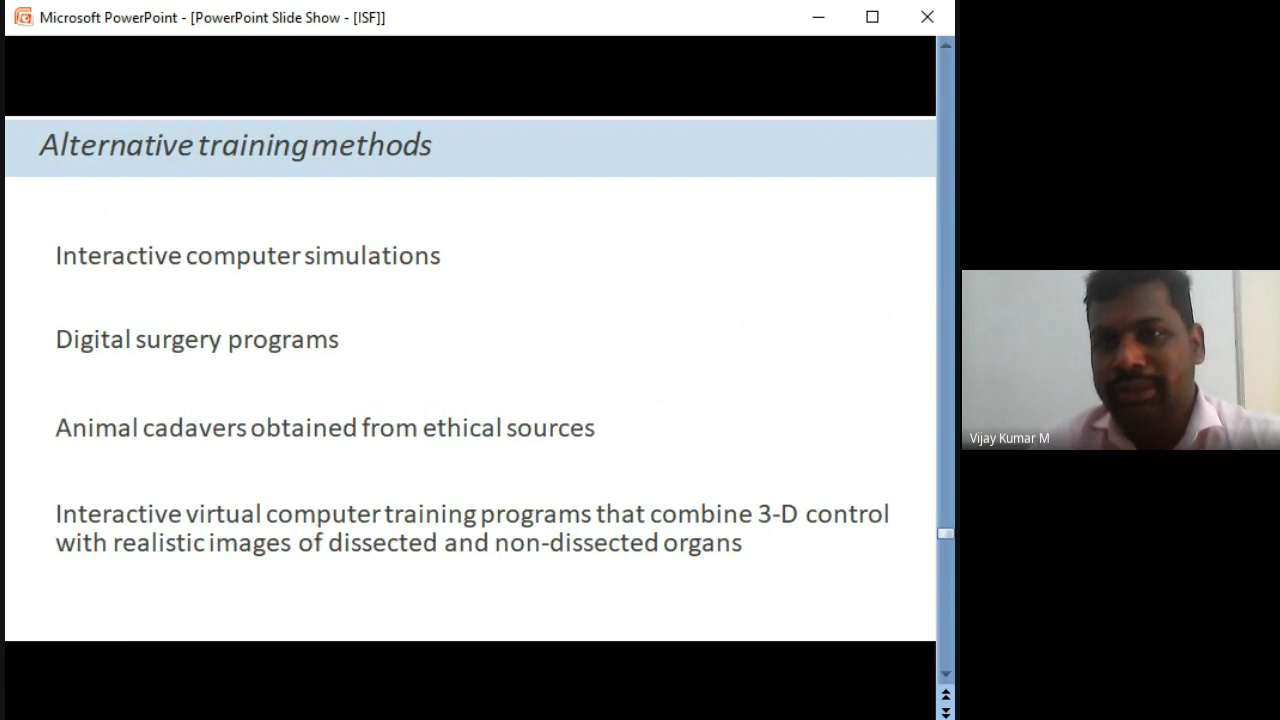 Microsoft PowerPoint - [PowerPoint Slide Show - [ISF]]
Alternative training methods
Interactive computer simulations
Digital surgery programs
Animal cadavers obtained from ethical sources
Interactive virtual computer training programs that combine 3-D control
with realistic images of dissected and non-dissected organs
Vijay Kumar M